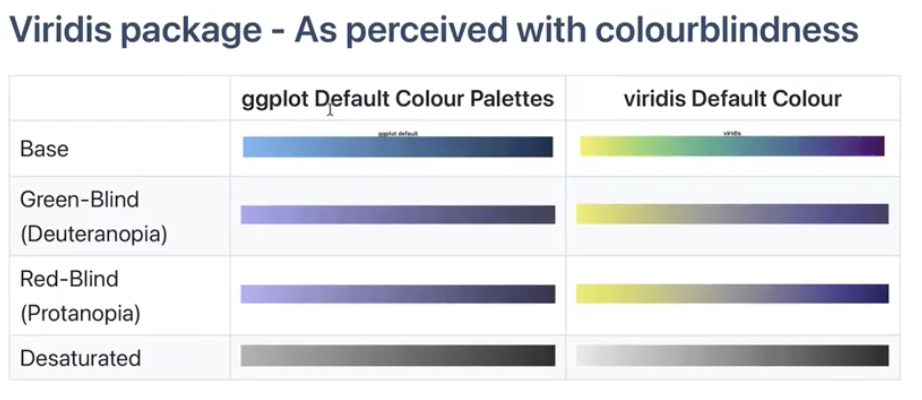 Viridis package - As perceived with colourblindness
ggplot Default Colour Palettes
viridis Default Colour
Base
ggplot default
viridis
Green-Blind
(Deuteranopia)
Red-Blind
(Protanopia)
Desaturated